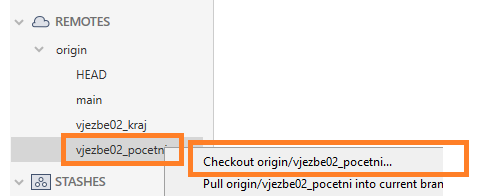 REMOTES
origin
HEAD
main
vjezbe02_kraj
vjezbe02_pocetni
Checkout origin/vjezbe02_pocetni...
Pull origin/vjezbe02_pocetni into current bran
STASHES